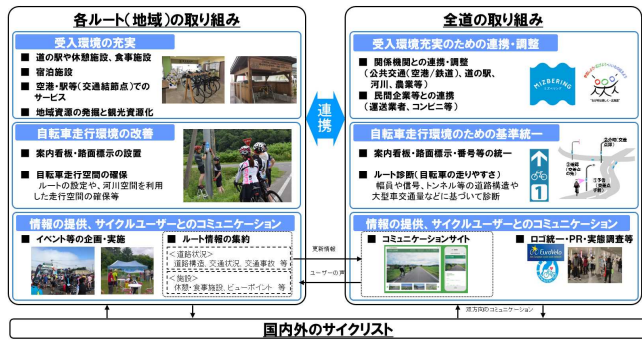 各ルート(地域)の取り組み
受入環境の充実
■ 道の駅や休憩施設、食事施設
■ 宿泊施設
■ 空港・駅等(交通結節点)での
サービス
■ 地域資源の発掘と観光資源化
自転車走行環境の改善
■ 案内看板・路面標示の設置
■ 自転車走行空間の確保
ルートの設定や、河川空間を利用
した走行空間の確保等
情報の提供、サイクルユーザーとのコミュニケーション
■ イベント等の企画・実施
■ ルート情報の集約
<道路状況>
道路構造、交通状況、交通事故 等
<施設>
休憩・食事施設、ビューポイント 等
連携
更新情報
ユーザーの声
全道の取り組み
受入環境充実のための連携・調整
■ 関係機関との連携・調整
(公共交通(空港/鉄道)、道の駅、
河川、農業等)
■ 民間企業等との連携
(運送業者、コンビニ等)
MIZBERING
自転車走行環境のための基準統一
■ 案内看板・路面標示・番号等の統一
■ ルート診断(自転車の走りやすさ)
幅員や信号、トンネル等の道路構造や
大型車交通量などに基づいて診断
1
情報の提供、サイクルユーザーとのコミュニケーション
■ コミュニケーションサイト
■ ロゴ統一・PR・実態調査等
EuroVelo
双方向のコミュニケーション
国内外のサイクリスト